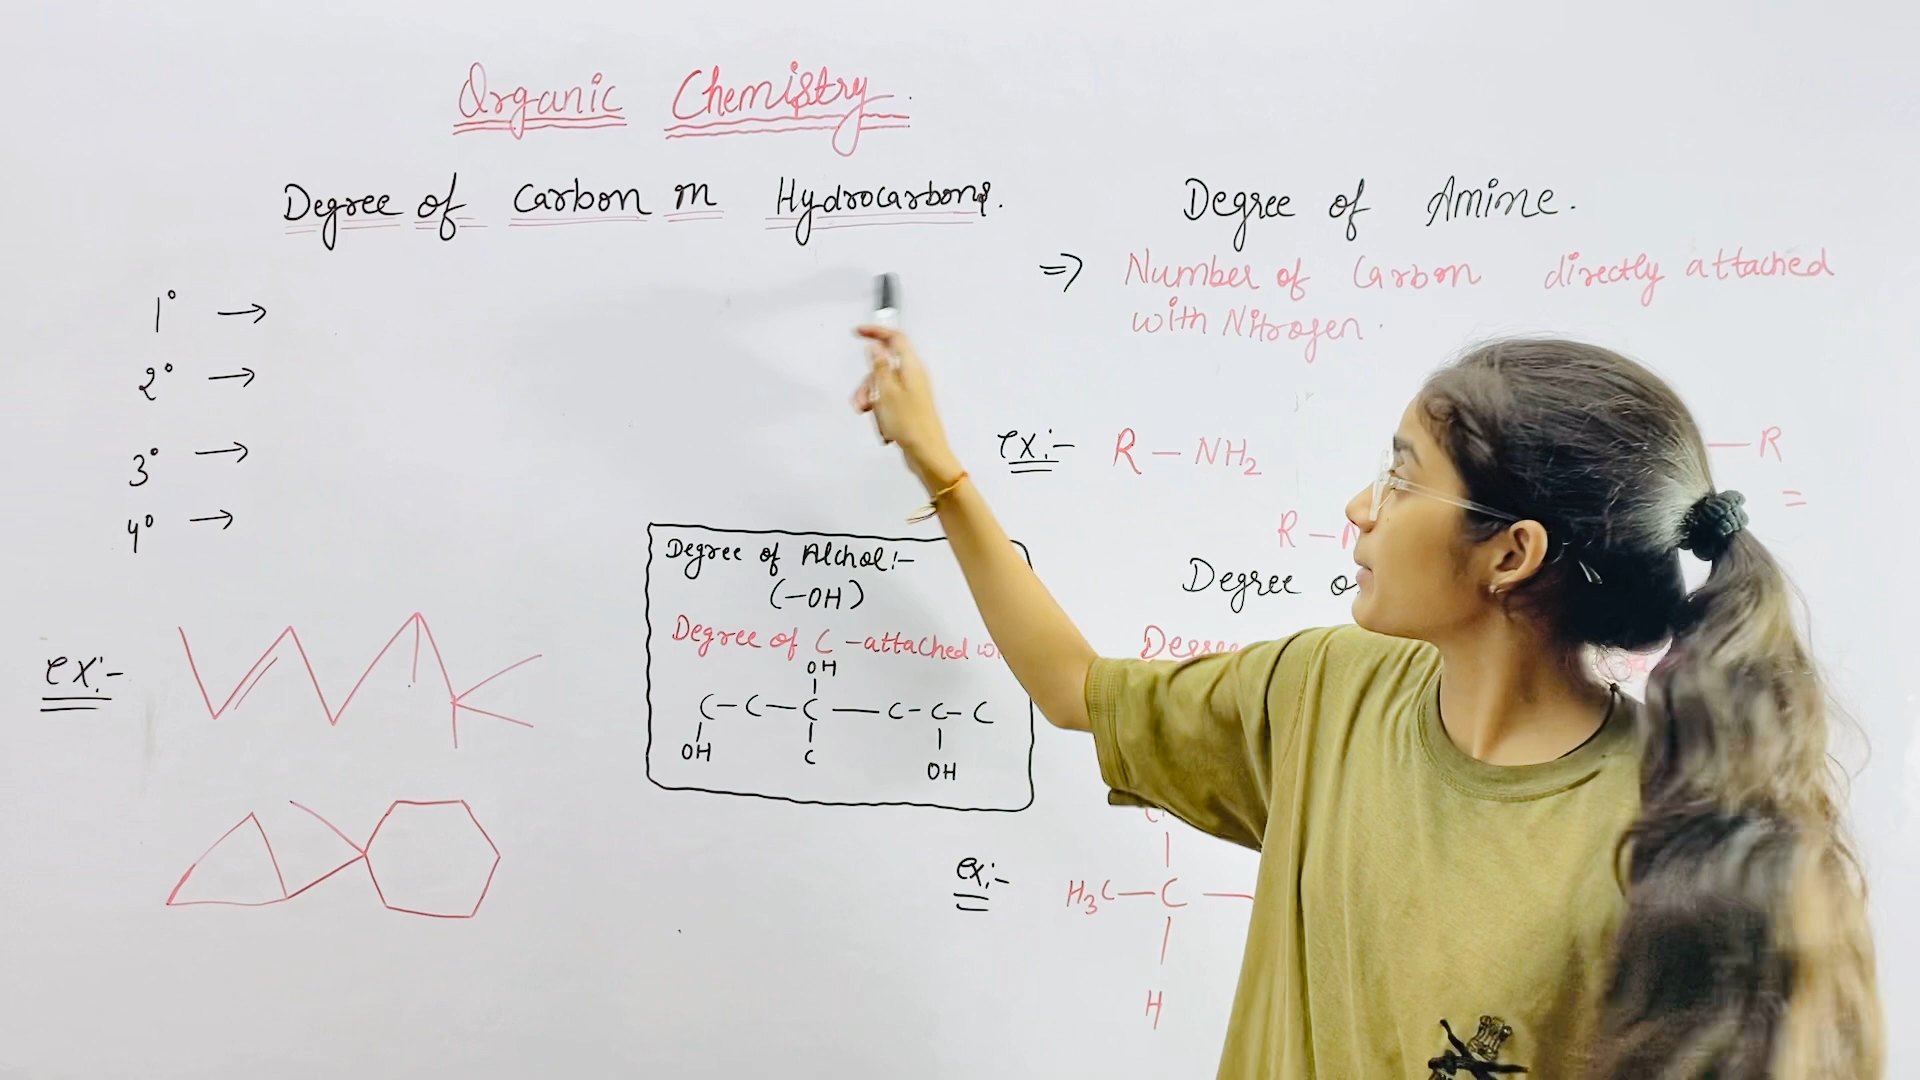 Organic Chemistry.
Degree of Carbon in Hydrocarbons.
1° →
2° →
3° →
4° →
ex:-
Degree of Alchol:-
(-OH)
Degree of C -attached
OH
C-C-C-C-C-C
OH C OH
Degree of Amine.
⇒ Number of Carbon directly attached
with Nitrogen.
ex:- R-NH2
-R
=
R-
Degree
Degree
ex:- H3C-C-
H